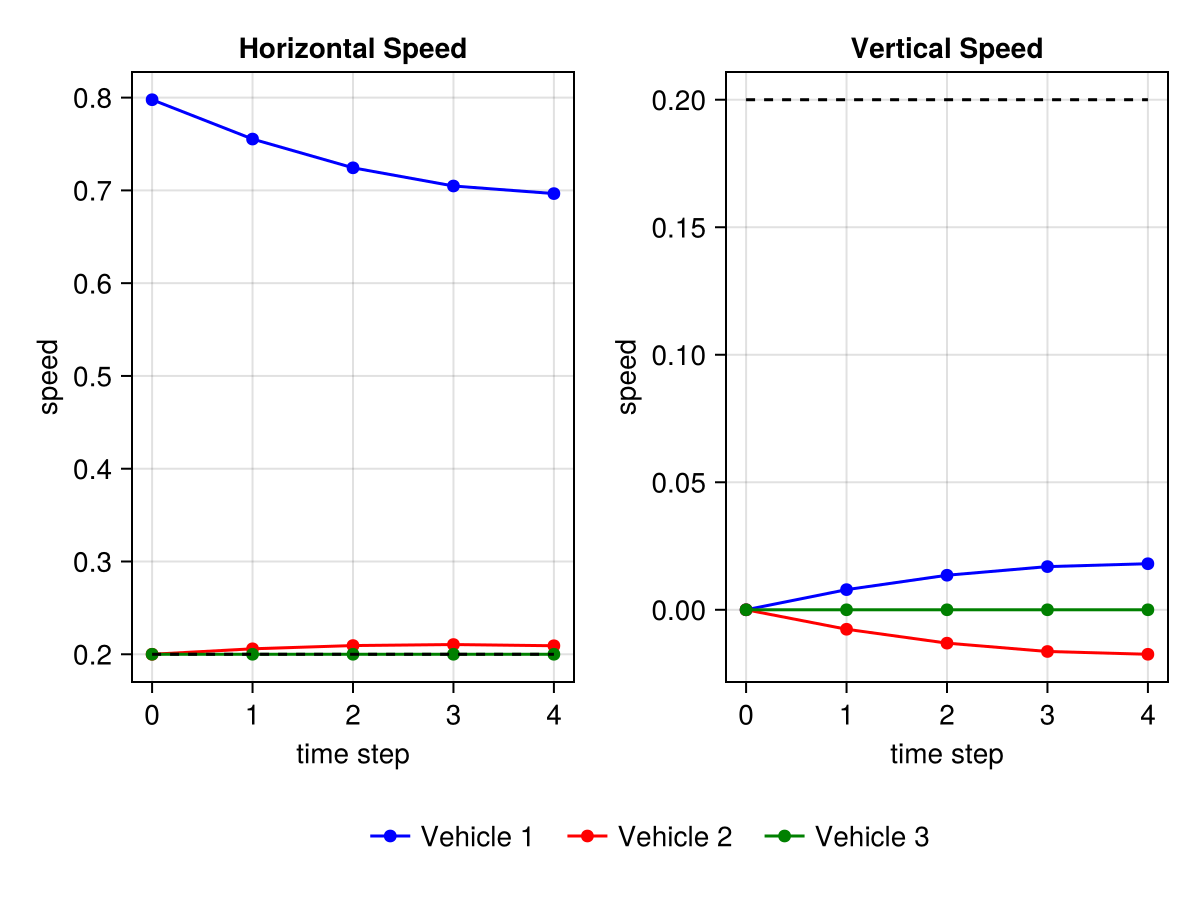 Horizontal Speed
0.8
0.7
0.6
0.5
0.4
0.3
0.2
speed
0 1 2 3 4
time step
Vertical Speed
0.20
0.15
0.10
0.05
0.00
speed
0 1 2 3 4
time step
Vehicle 1 Vehicle 2 Vehicle 3